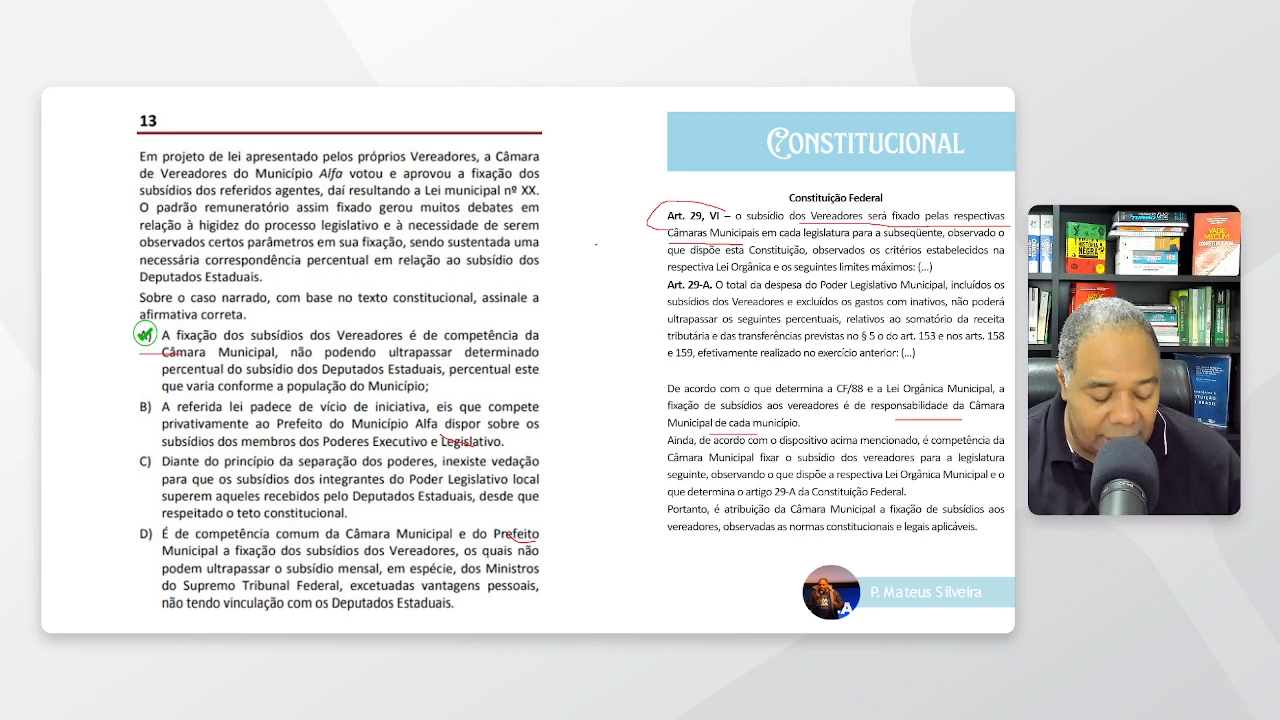 13
Em projeto de lei apresentado pelos próprios Vereadores, a Câmara
de Vereadores do Município Alfa votou e aprovou a fixação dos
subsídios dos referidos agentes, daí resultando a Lei municipal nº XX.
O padrão remuneratório assim fixado gerou muitos debates em
relação à higidez do processo legislativo e à necessidade de serem
observados certos parâmetros em sua fixação, sendo sustentada uma
necessária correspondência percentual em relação ao subsídio dos
Deputados Estaduais.
Sobre o caso narrado, com base no texto constitucional, assinale a
afirmativa correta.
A fixação dos subsídios dos Vereadores é de competência da
Câmara Municipal, não podendo ultrapassar determinado
percentual do subsídio dos Deputados Estaduais, percentual este
que varia conforme a população do Município;
B) A referida lei padece de vício de iniciativa, eis que compete
privativamente ao Prefeito do Município Alfa dispor sobre os
subsídios dos membros dos Poderes Executivo e Legislativo.
C) Diante do princípio da separação dos poderes, inexiste vedação
para que os subsídios dos integrantes do Poder Legislativo local
superem aqueles recebidos pelo Deputados Estaduais, desde que
respeitado o teto constitucional.
D) É de competência comum da Câmara Municipal e do Prefeito
Municipal a fixação dos subsídios dos Vereadores, os quais não
podem ultrapassar o subsídio mensal, em espécie, dos Ministros
do Supremo Tribunal Federal, excetuadas vantagens pessoais,
não tendo vinculação com os Deputados Estaduais.
CONSTITUCIONAL
Constituição Federal
Art. 29, VI – o subsídio dos Vereadores será fixado pelas respectivas
Câmaras Municipais em cada legislatura para a subseqüente, observado o
que dispõe esta Constituição, observados os critérios estabelecidos na
respectiva Lei Orgânica e os seguintes limites máximos: (...)
Art. 29-A. O total da despesa do Poder Legislativo Municipal, incluídos os
subsídios dos Vereadores e excluídos os gastos com inativos, não poderá
ultrapassar os seguintes percentuais, relativos ao somatório da receita
tributária e das transferências previstas no § 5 o do art. 153 e nos arts. 158
e 159, efetivamente realizado no exercício anterior: (...)
De acordo com o que determina a CF/88 e a Lei Orgânica Municipal, a
fixação de subsídios aos vereadores é de responsabilidade da Câmara
Municipal de cada município.
Ainda, de acordo com o dispositivo acima mencionado, é competência da
Câmara Municipal fixar o subsídio dos vereadores para a legislatura
seguinte, observando o que dispõe a respectiva Lei Orgânica Municipal e o
que determina o artigo 29-A da Constituição Federal.
Portanto, é atribuição da Câmara Municipal a fixação de subsídios aos
vereadores, observadas as normas constitucionais e legais aplicáveis.
P. Mateus Silveira
VADE
MECUM